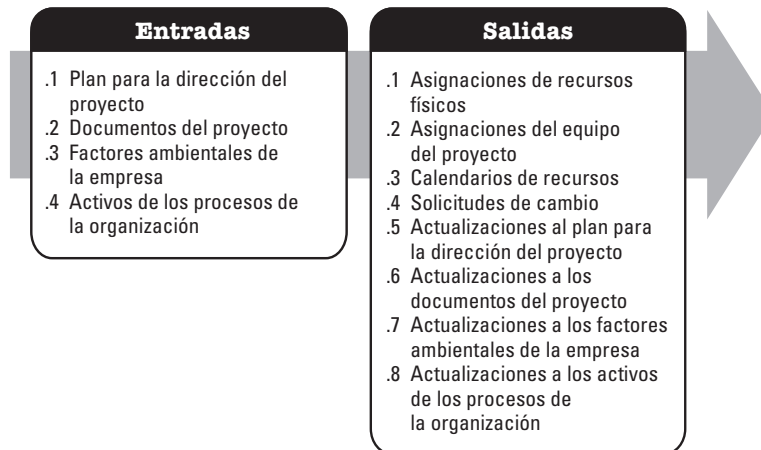 Entradas
.1 Plan para la dirección del
proyecto
.2 Documentos del proyecto
.3 Factores ambientales de
la empresa
.4 Activos de los procesos de
la organización
Salidas
.1 Asignaciones de recursos
físicos
.2 Asignaciones del equipo
del proyecto
.3 Calendarios de recursos
.4 Solicitudes de cambio
.5 Actualizaciones al plan para
la dirección del proyecto
.6 Actualizaciones a los
documentos del proyecto
.7 Actualizaciones a los factores
ambientales de la empresa
.8 Actualizaciones a los activos
de los procesos de
la organización